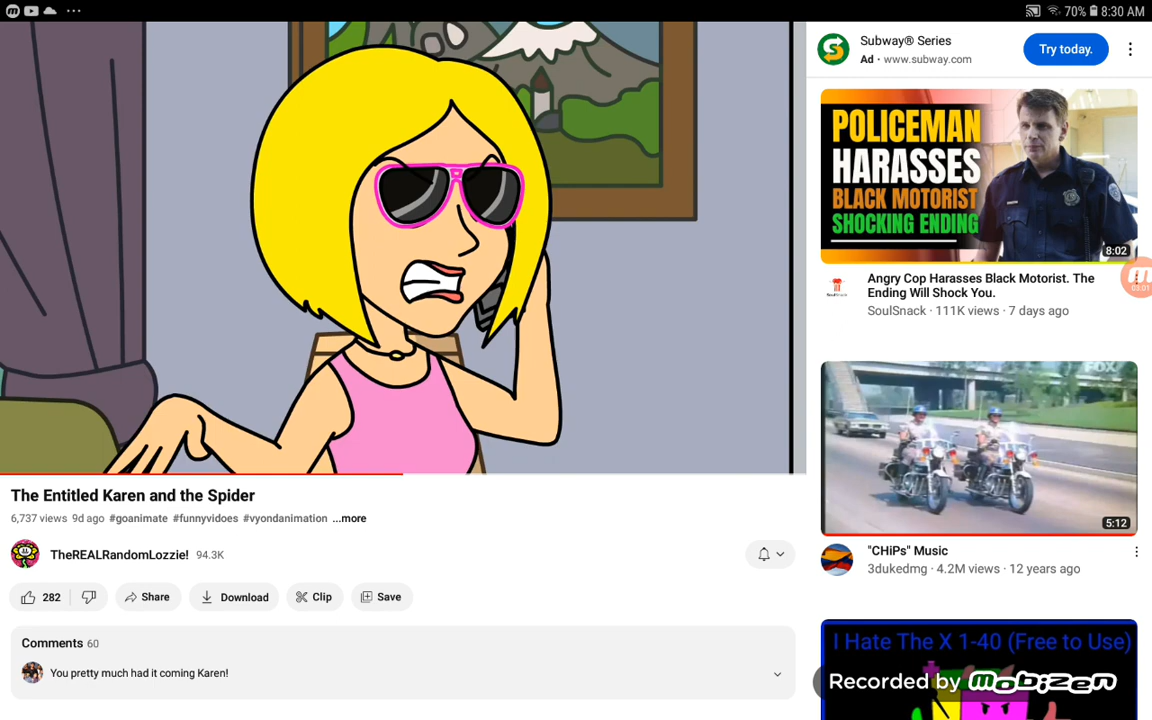 70% 8:30 AM
Subway® Series
Ad • www.subway.com
Try today.
POLICEMAN
HARASSES
BLACK MOTORIST
SHOCKING ENDING
8:02
Angry Cop Harasses Black Motorist. The
Ending Will Shock You.
SoulSnack · 111K views · 7 days ago
03:01
FOX
5:12
"CHiPs" Music
3dukedmg · 4.2M views · 12 years ago
I Hate The X 1-40 (Free to Use)
Recorded by mobizen
The Entitled Karen and the Spider
6,737 views 9d ago #goanimate #funnyvidoes #vyondanimation ...more
TheREALRandomLozzie! 94.3K
282
Share
Download
Clip
Save
Comments 60
You pretty much had it coming Karen!